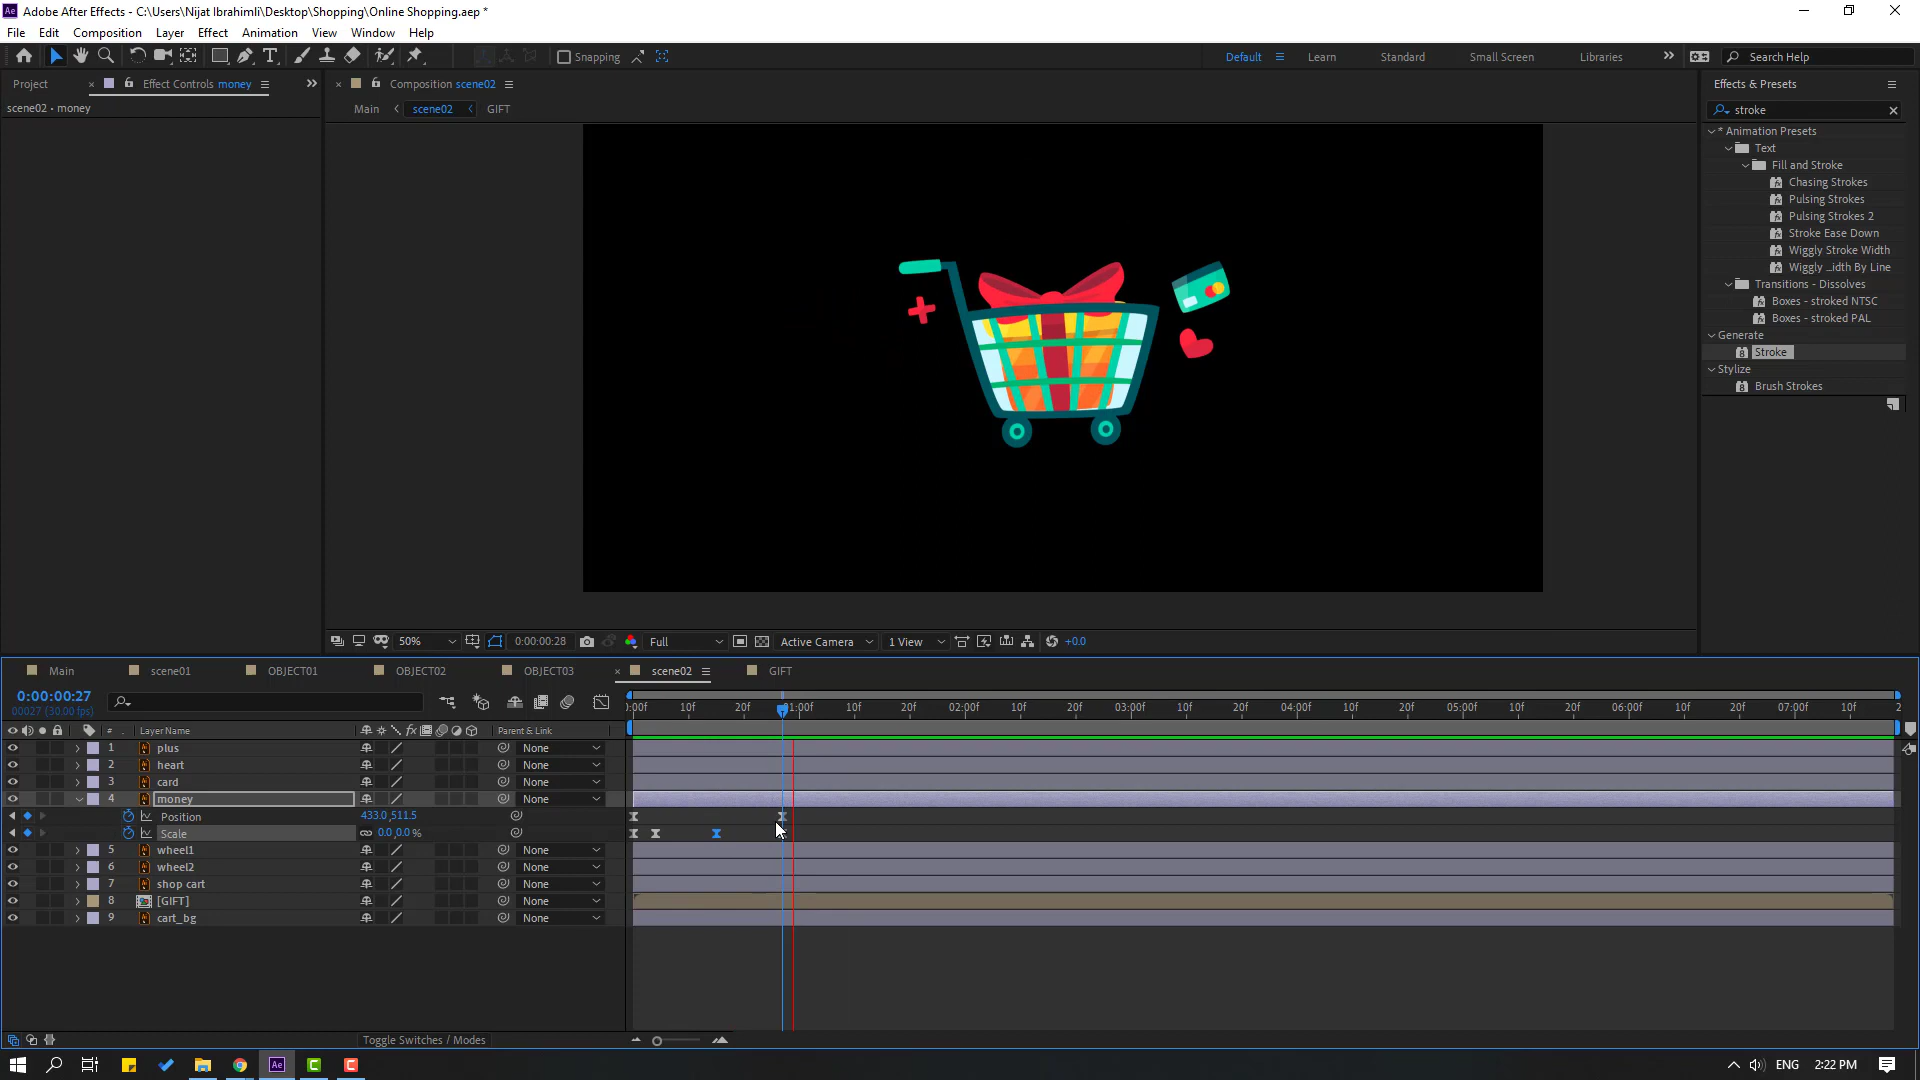 Adobe After Effects - C:\Users\Nijat Ibrahimli\Desktop\Shopping\Online Shopping.aep *
File Edit Composition Layer Effect Animation View Window Help
Snapping Default Learn Standard Small Screen Libraries Search Help
Project Effect Controls money
scene02 • money
Composition scene02
Main scene02 GIFT
Effects & Presets
stroke
* Animation Presets
Text
Fill and Stroke
Chasing Strokes
Pulsing Strokes
Pulsing Strokes 2
Stroke Ease Down
Wiggly Stroke Width
Wiggly ...idth By Line
Transitions - Dissolves
Boxes - stroked NTSC
Boxes - stroked PAL
Generate
Stroke
Stylize
Brush Strokes
50% 0:00:00:28 Full Active Camera 1 View +0.0
Main scene01 OBJECT01 OBJECT02 OBJECT03 scene02 GIFT
0:00:00:27
00027 (30.00 fps)
:00f 10f 20f 01:00f 10f 20f 02:00f 10f 20f 03:00f 10f 20f 04:00f 10f 20f 05:00f 10f 20f 06:00f 10f 20f 07:00f 10f 2
# Layer Name Parent & Link
1 plus None
2 heart None
3 card None
4 money None
Position 433.0,511.5
Scale 0.0,0.0 %
5 wheel1 None
6 wheel2 None
7 shop cart None
8 [GIFT] None
9 cart_bg None
Toggle Switches / Modes
ENG 2:22 PM